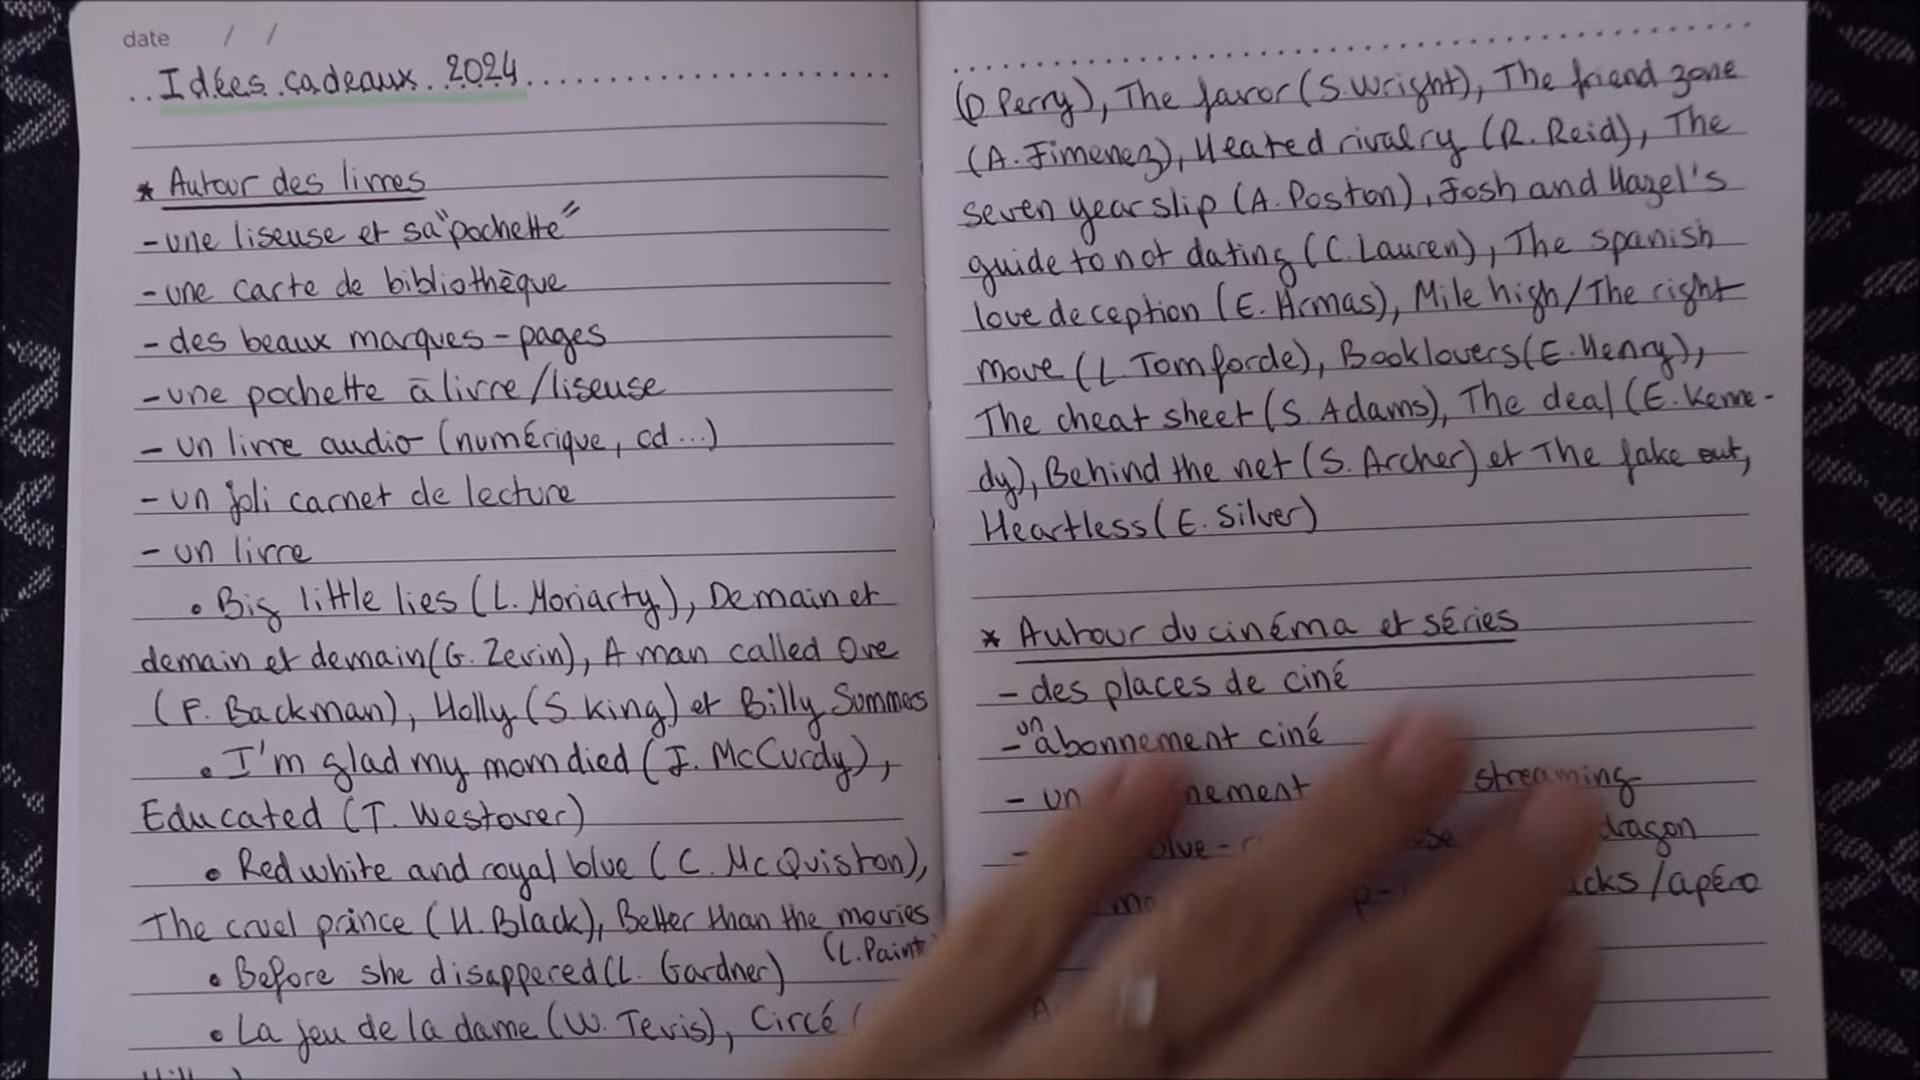 date / /
Idées cadeaux 2024
* Autour des livres
- une liseuse et sa "pochette"
- une carte de bibliothèque
- des beaux marques-pages
- une pochette à livre/liseuse
- un livre audio (numérique, cd...)
- un joli carnet de lecture
- un livre
• Big little lies (L. Moriarty), Demain et
demain et demain (G. Zevin), A man called Ove
(F. Backman), Holly (S. King) et Billy Summers
• I'm glad my mom died (J. McCurdy),
Educated (T. Westover)
• Red white and royal blue (C. McQuiston),
The cruel prince (H. Black), Better than the movies
(L. Paint
• Before she disappered (L. Gardner)
• La jeu de la dame (W. Tevis), Circé (
(D Perry), The favor (S. Wright), The friend zone
(A. Jimenez), Heated rivalry (R. Reid), The
seven year slip (A. Poston), Josh and Hazel's
guide to not dating (C. Lauren), The spanish
love deception (E. Armas), Mile high/The right
move (L. Tomforde), Booklovers (E. Henry),
The cheat sheet (S. Adams), The deal (E. Kenne-
dy), Behind the net (S. Archer) et The fake out,
Heartless (E. Silver)
* Autour du cinéma et séries
- des places de ciné
- un abonnement ciné
- un nement streaming
- dragon
/apéro